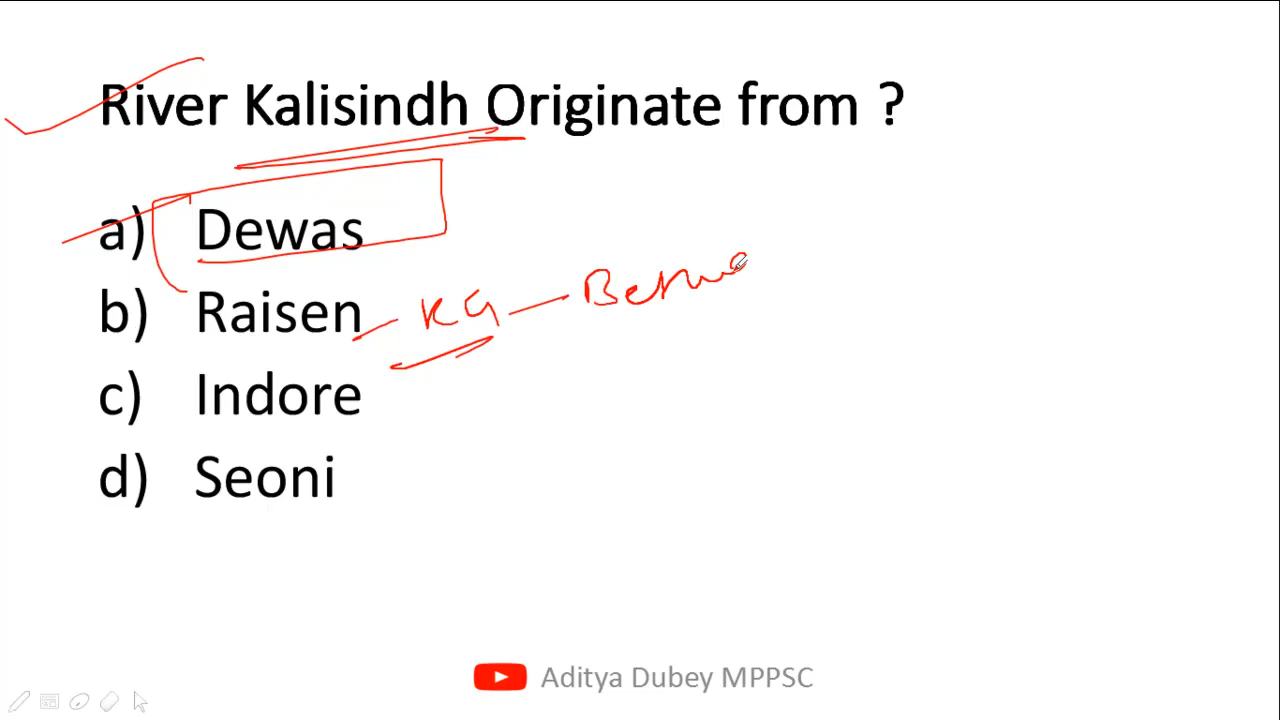 River Kalisindh Originate from ?
a) Dewas
b) Raisen KG Betwa
c) Indore
d) Seoni
Aditya Dubey MPPSC